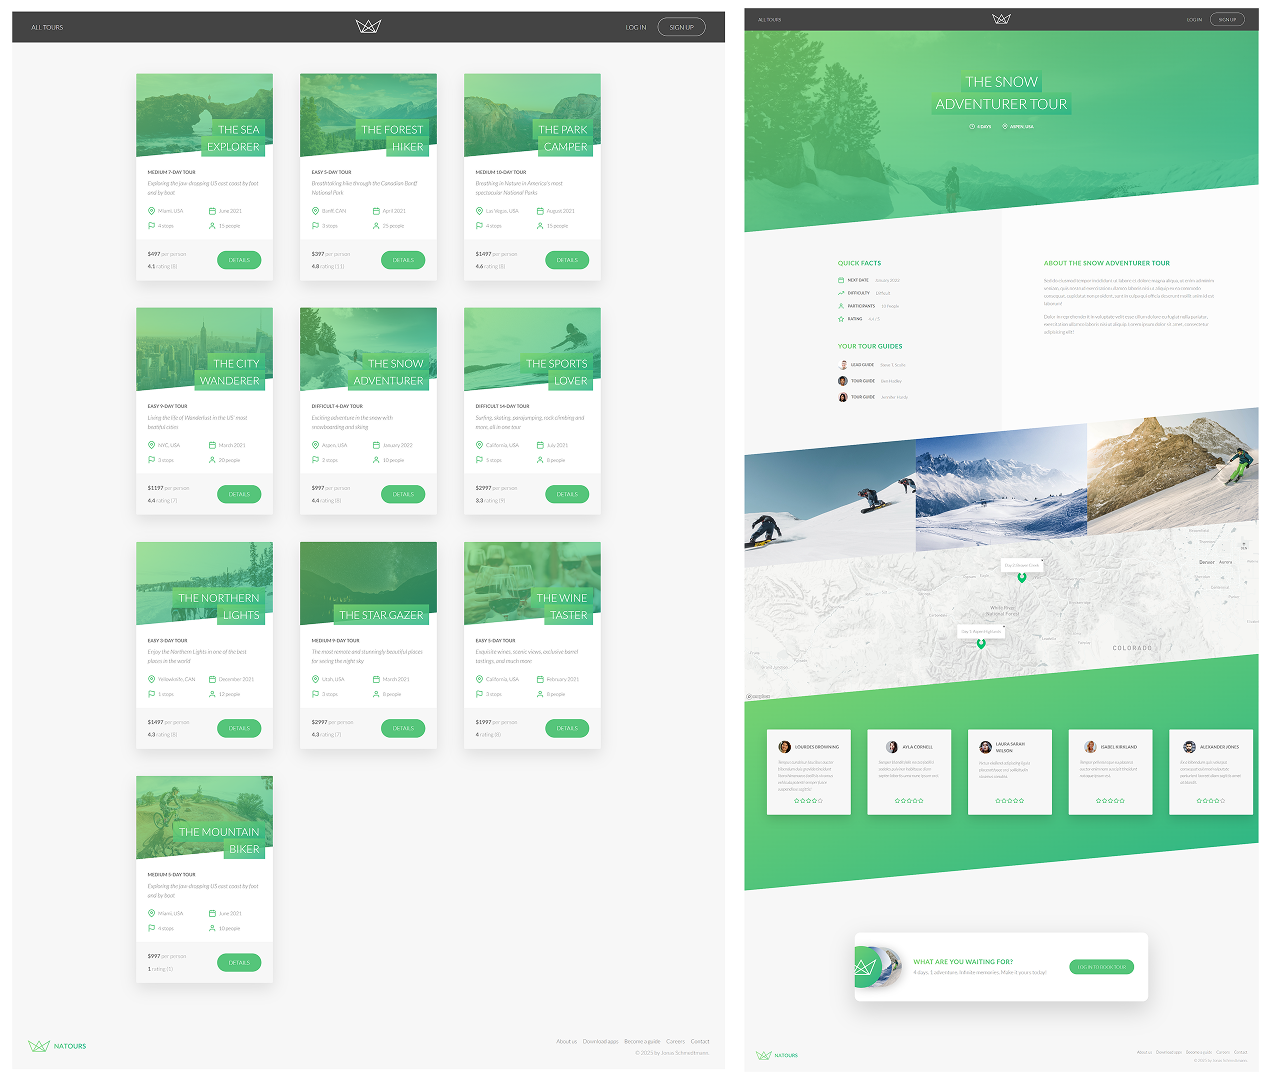 ALL TOURS
LOG IN
SIGN UP
THE SEA
EXPLORER
MEDIUM 7-DAY TOUR
Exploring the jaw-dropping US east coast by foot
and by boat
Miami, USA
June 2021
4 stops
15 people
$497 per person
4.1 rating (8)
DETAILS
THE FOREST
HIKER
EASY 5-DAY TOUR
Breathtaking hike through the Canadian Banff
National Park
Banff, CAN
April 2021
3 stops
25 people
$397 per person
4.8 rating (11)
DETAILS
THE PARK
CAMPER
MEDIUM 10-DAY TOUR
Breathing in Nature in America's most
spectacular National Parks
Las Vegas, USA
August 2021
4 stops
15 people
$1497 per person
4.6 rating (8)
DETAILS
THE CITY
WANDERER
EASY 9-DAY TOUR
Living the life of Wanderlust in the US' most
beatiful cities
NYC, USA
March 2021
3 stops
20 people
$1197 per person
4.4 rating (7)
DETAILS
THE SNOW
ADVENTURER
DIFFICULT 4-DAY TOUR
Exciting adventure in the snow with
snowboarding and skiing
Aspen, USA
January 2022
2 stops
10 people
$997 per person
4.4 rating (8)
DETAILS
THE SPORTS
LOVER
DIFFICULT 14-DAY TOUR
Surfing, skating, parajumping, rock climbing and
more, all in one tour
California, USA
July 2021
5 stops
8 people
$2997 per person
3.3 rating (9)
DETAILS
THE NORTHERN
LIGHTS
EASY 3-DAY TOUR
Enjoy the Northern Lights in one of the best
places in the world
Yellowknife, CAN
December 2021
1 stops
12 people
$1497 per person
4.3 rating (8)
DETAILS
THE STAR GAZER
MEDIUM 9-DAY TOUR
The most remote and stunningly beautiful places
for seeing the night sky
Utah, USA
March 2021
3 stops
8 people
$2997 per person
4.3 rating (7)
DETAILS
THE WINE
TASTER
EASY 5-DAY TOUR
Exquisite wines, scenic views, exclusive barrel
tastings, and much more
California, USA
February 2021
3 stops
8 people
$1997 per person
4 rating (8)
DETAILS
THE MOUNTAIN
BIKER
MEDIUM 5-DAY TOUR
Exploring the jaw-dropping US east coast by foot
and by boat
Miami, USA
June 2021
4 stops
10 people
$997 per person
1 rating (1)
DETAILS
NATOURS
About us
Download apps
Become a guide
Careers
Contact
© 2025 by Jonas Schmedtmann.
ALL TOURS
LOG IN
SIGN UP
THE SNOW
ADVENTURER TOUR
4 DAYS
ASPEN, USA
QUICK FACTS
NEXT DATE January 2022
DIFFICULTY Difficult
PARTICIPANTS 10 People
RATING
YOUR TOUR GUIDES
LEAD GUIDE
TOUR GUIDE
TOUR GUIDE
ABOUT THE SNOW ADVENTURER TOUR
Denver
Aurora
White River
National Forest
COLORADO
LOURDES BROWNING
AYLA CORNELL
LAURA SARAH
WILSON
ISABEL KIRKLAND
ALEXANDER JONES
WHAT ARE YOU WAITING FOR?
4 days. 1 adventure. Infinite memories. Make it yours today!
LOG IN TO BOOK TOUR
NATOURS
About us
Download apps
Become a guide
Careers
Contact
© 2025 by Jonas Schmedtmann.